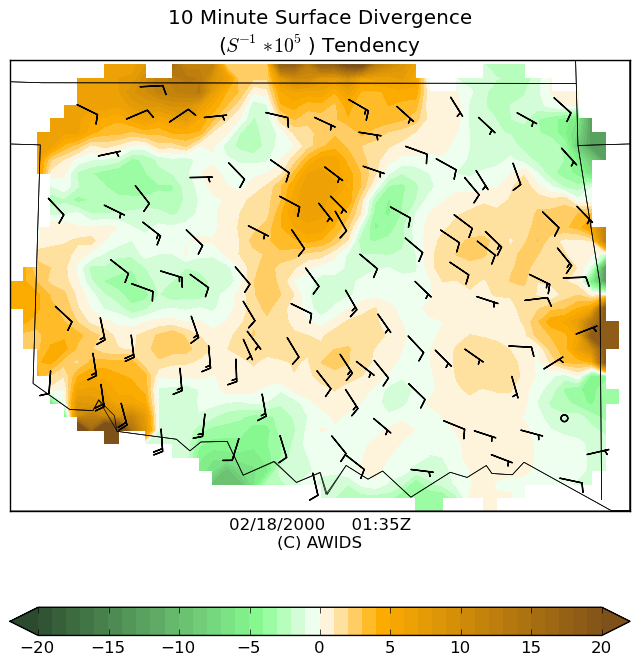 10 Minute Surface Divergence
(S⁻¹ *10⁵ ) Tendency
02/18/2000 01:35Z
(C) AWIDS
−20 −15 −10 −5 0 5 10 15 20